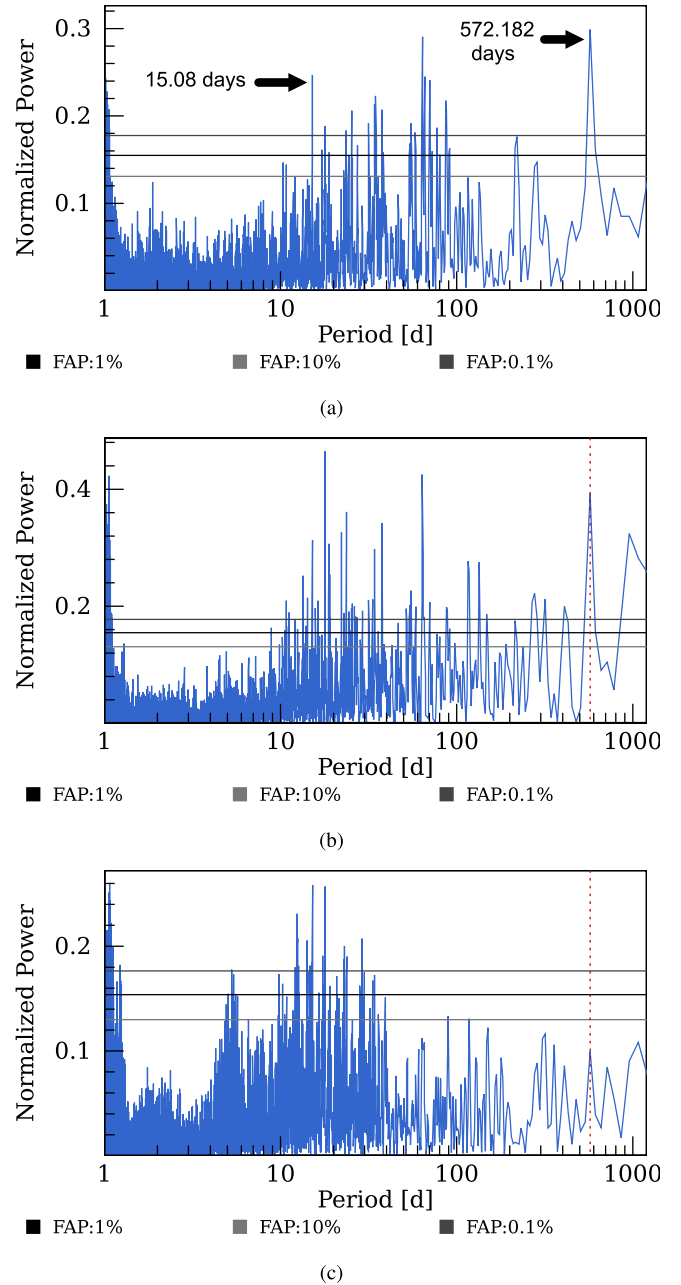 0.3
0.2
0.1
Normalized Power
15.08 days
572.182
days
1
10
100
1000
Period [d]
FAP:1% FAP:10% FAP:0.1%
(a)
0.4
0.2
Normalized Power
1
10
100
1000
Period [d]
FAP:1% FAP:10% FAP:0.1%
(b)
0.2
0.1
Normalized Power
1
10
100
1000
Period [d]
FAP:1% FAP:10% FAP:0.1%
(c)